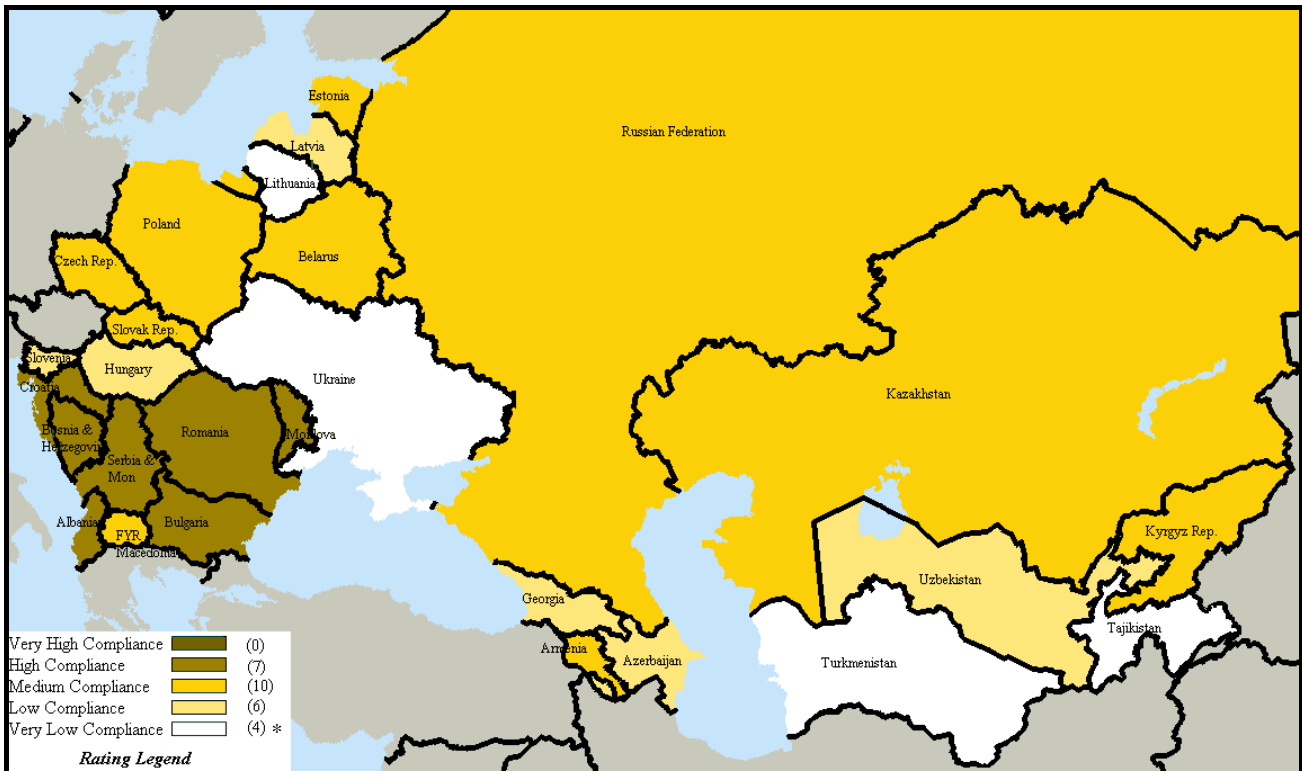 Estonia
Russian Federation
Latvia
Lithuania
Poland
Belarus
Czech Rep.
Slovak Rep.
Slovenia
Hungary
Ukraine
Croatia
Kazakhstan
Bosnia &
Herzegovin
Romania
Moldova
Serbia &
Mon
Albania
Bulgaria
FYR
Macedonia
Kyrgyz Rep.
Uzbekistan
Georgia
Tajikistan
Armenia
Azerbaijan
Turkmenistan
Very High Compliance (0)
High Compliance (7)
Medium Compliance (10)
Low Compliance (6)
Very Low Compliance (4) *
Rating Legend